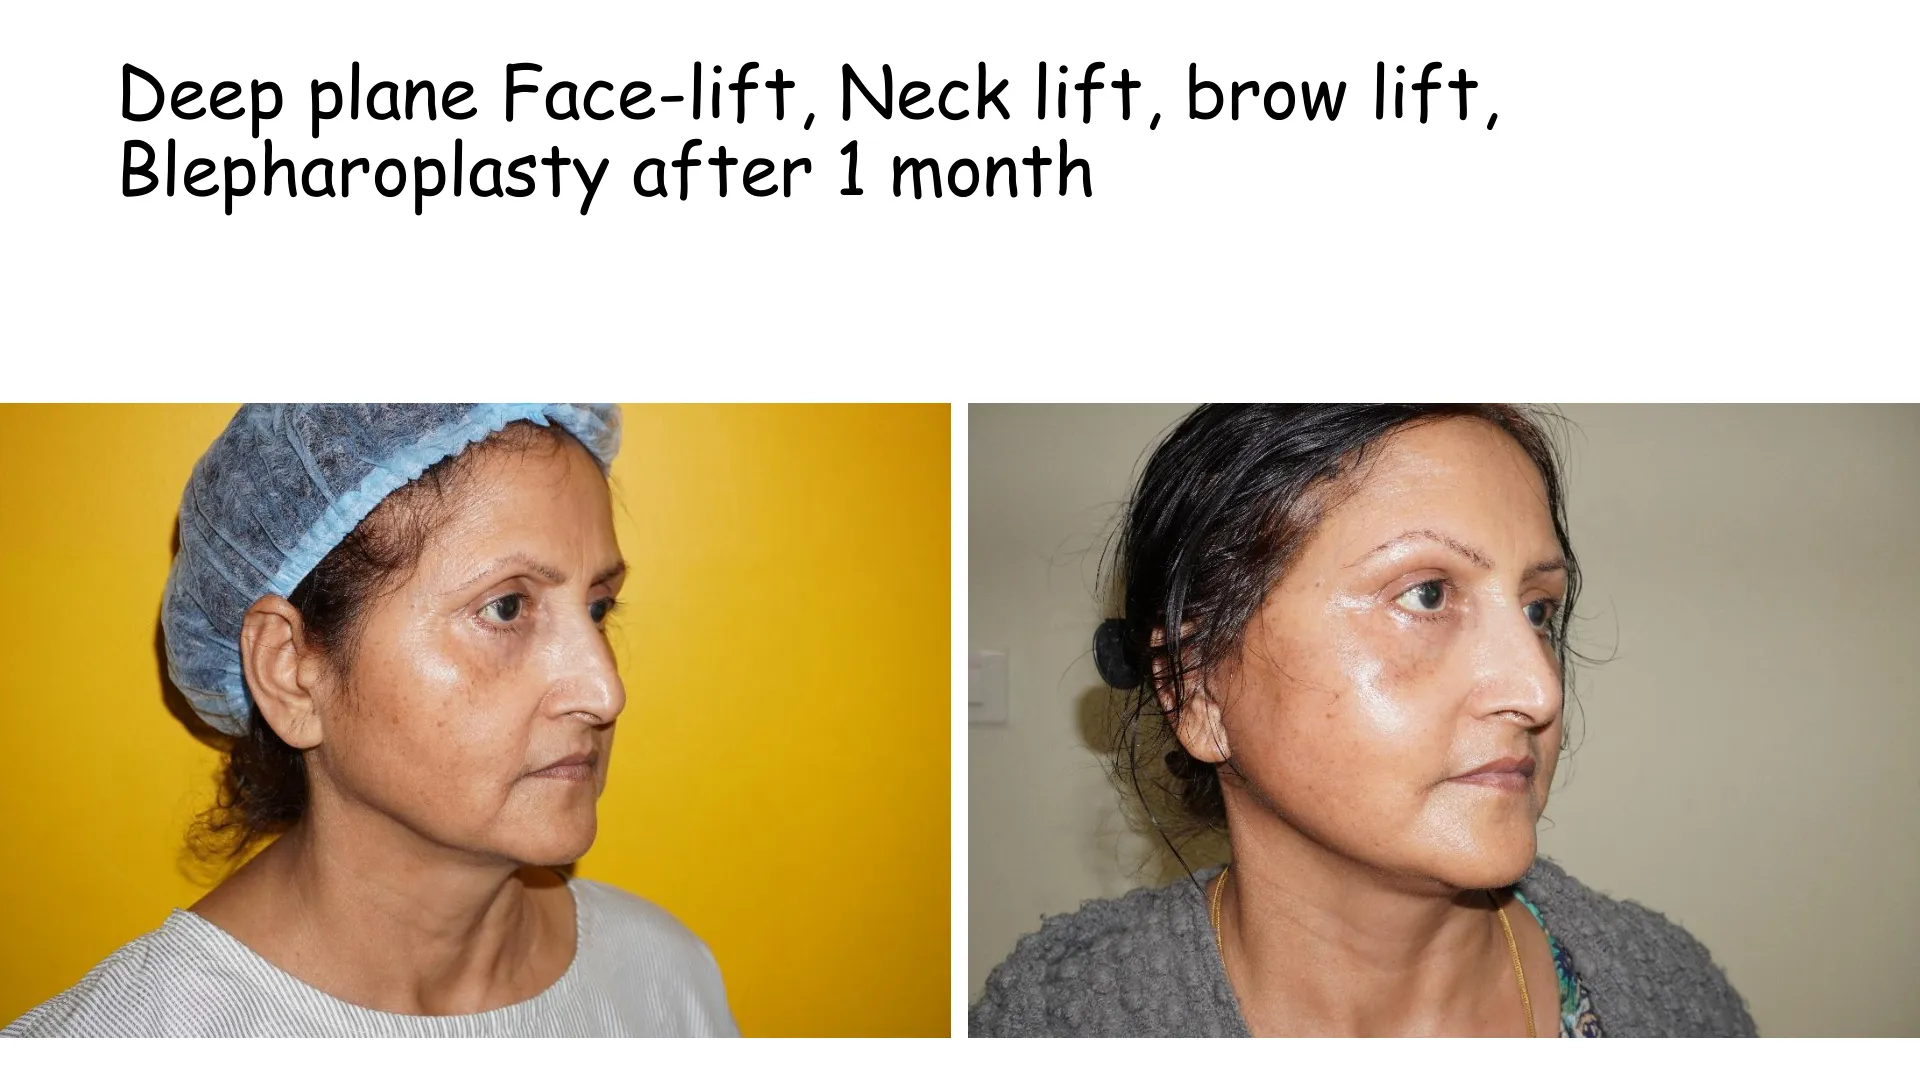 Deep plane Face-lift, Neck lift, brow lift,
Blepharoplasty after 1 month